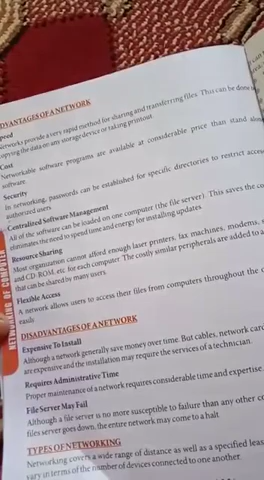 DVANTAGES OF A NETWORK
peed
Networks provide a very rapid method for sharing and transferring files. This can be done
opying the data on any storage device or taking printout.
Cost
Networkable software programs are available at considerable price than stand alon
software
Security
In networking, passwords can be established for specific directories to restrict acces
authorized users
Centralised Software Management
All of the software can be loaded on one computer (the file server). This saves the co
eliminates the need to spend time and energy for installing updates
Resource Sharing
Most organization cannot afford enough laser printers, fax machines, modems,
and CD-ROM, etc. for each computer. The costly similar peripherals are added to a
that can be shared by many users.
Flexible Access
A network allows users to access their files from computers throughout the
easils
DISADVANTAGES OF A NETWORK
Expensive To Install
Although a network generally save money over time. But cables, network card
are expensive and the installation may require the services of a technician.
Requires Administrative Time
Proper maintenance of a network requires considerable time and expertise.
File Server May Fail
Although a file server is no more susceptible to failure than any other co
files server goes down, the entire network may come to a halt.
TYPES OF NETWORKING
Networking covers a wide range of distance as well as a specified leas
vary in terms of the number of devices connected to one another.
NETWORKING OF COMPUTER